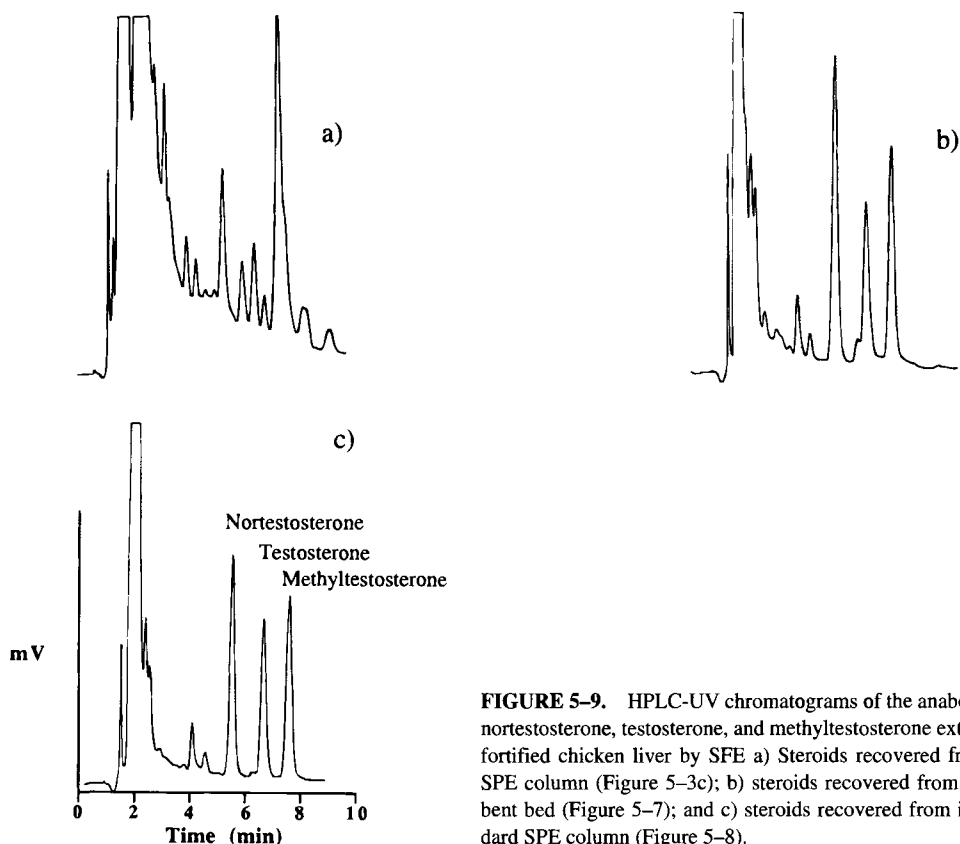 a)
b)
c)
Nortestosterone
Testosterone
Methyltestosterone
mV
0 2 4 6 8 10
Time (min)
FIGURE 5–9. HPLC-UV chromatograms of the
nortestosterone, testosterone, and methyltestosterone
fortified chicken liver by SFE a) Steroids recovered
SPE column (Figure 5–3c); b) steroids recovered from
bent bed (Figure 5–7); and c) steroids recovered from
dard SPE column (Figure 5–8).